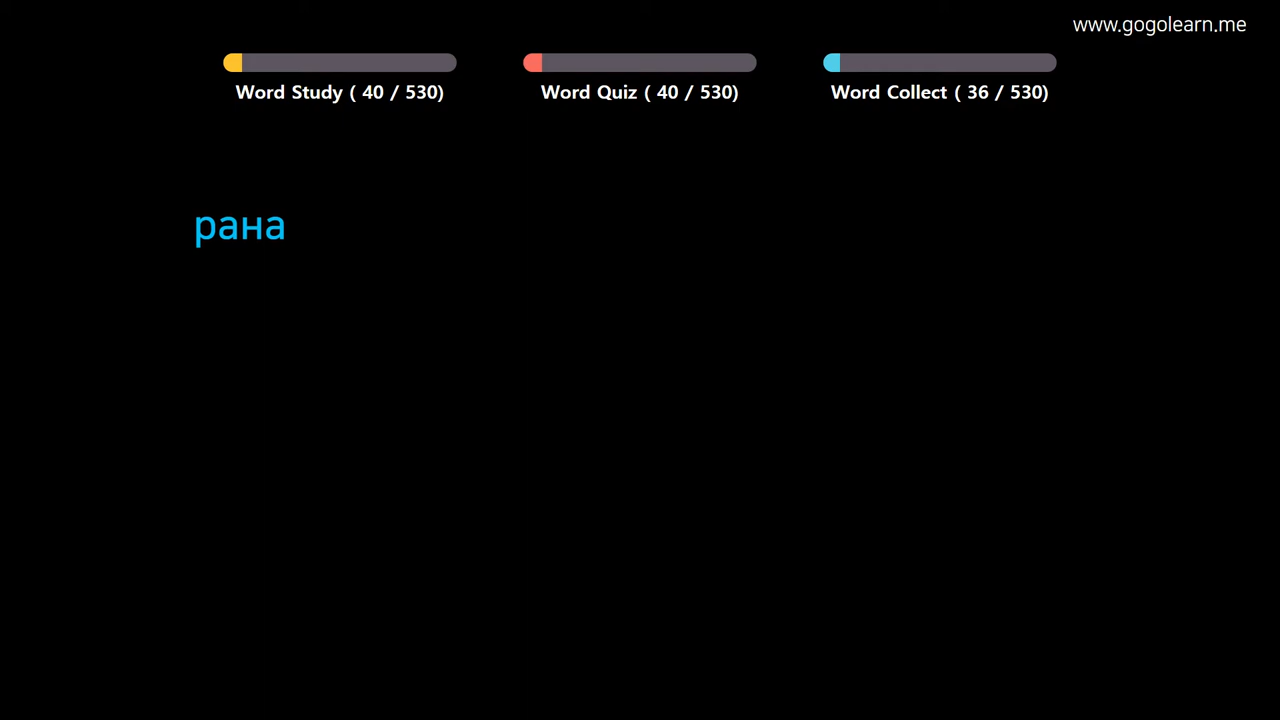 www.gogolearn.me
Word Study ( 40 / 530)
Word Quiz ( 40 / 530)
Word Collect ( 36 / 530)
рана